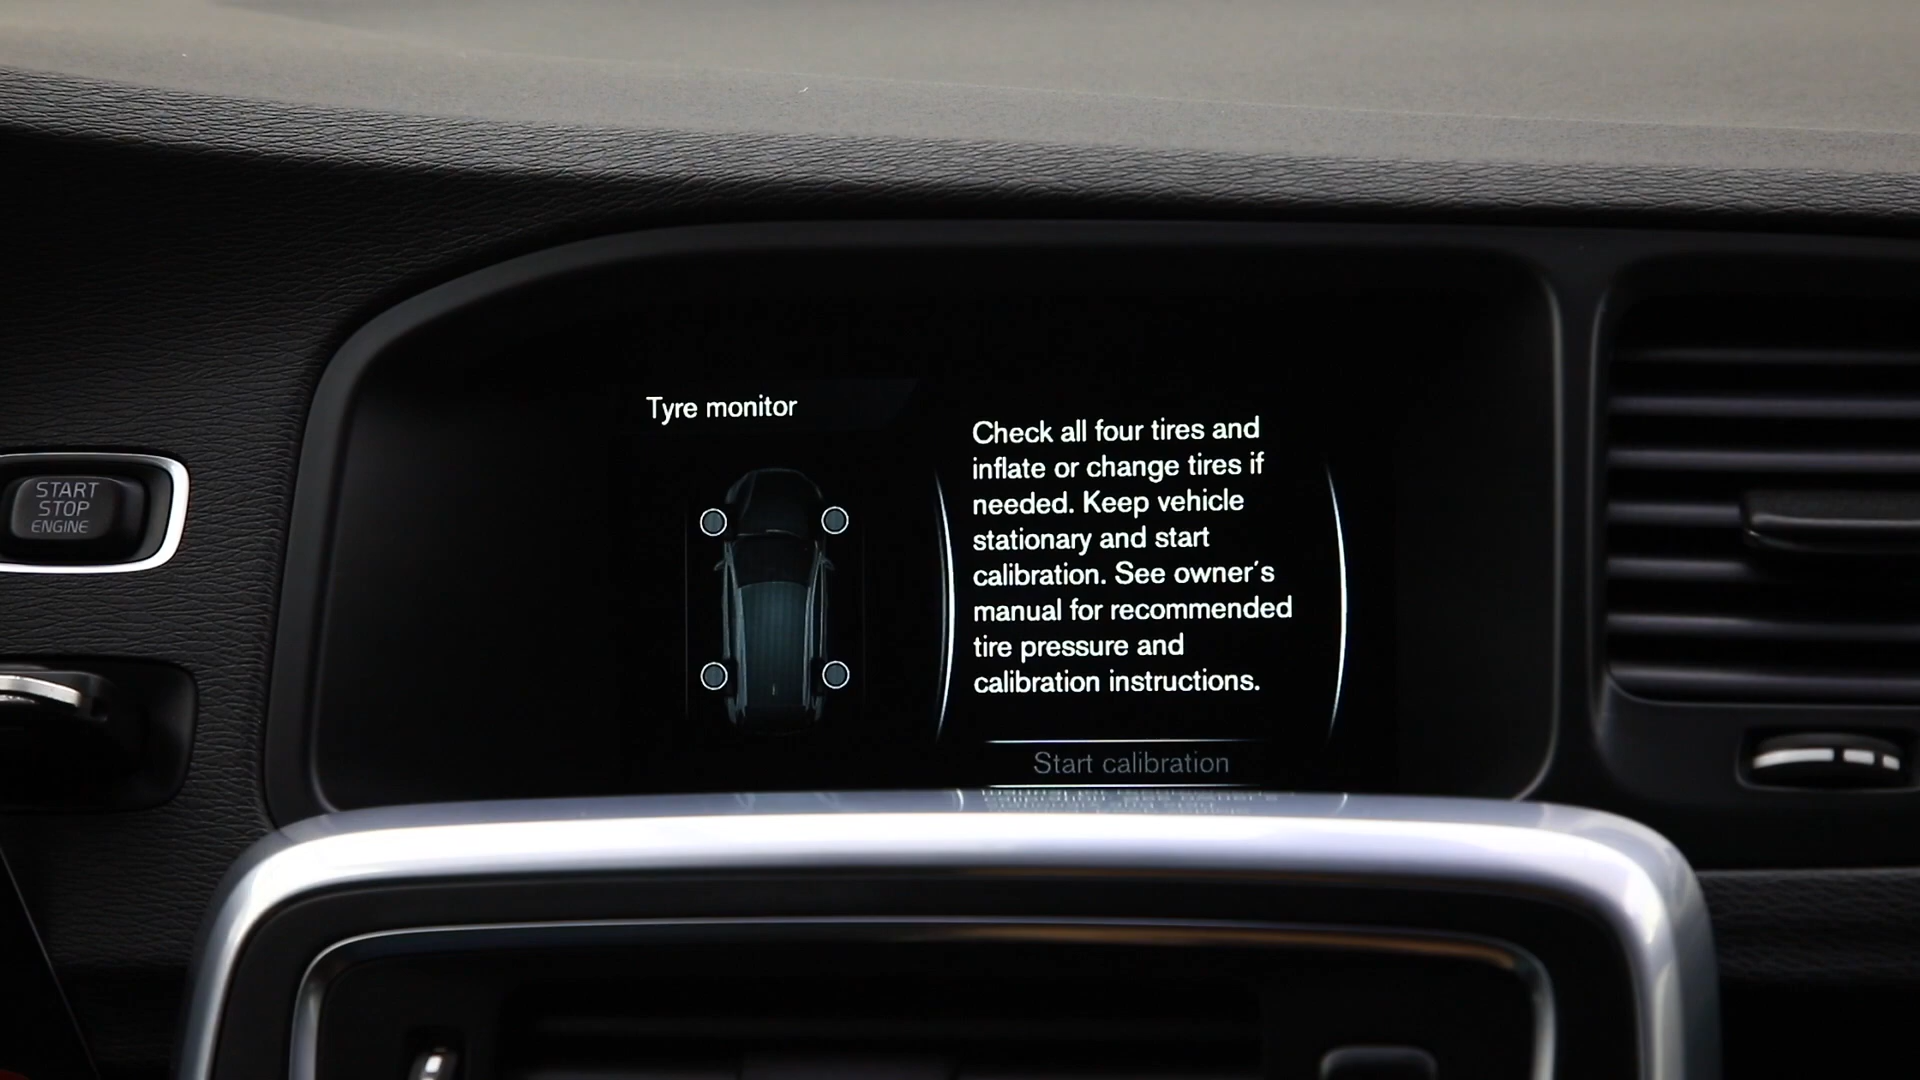 START
STOP
ENGINE
Tyre monitor
Check all four tires and
inflate or change tires if
needed. Keep vehicle
stationary and start
calibration. See owner's
manual for recommended
tire pressure and
calibration instructions.
Start calibration